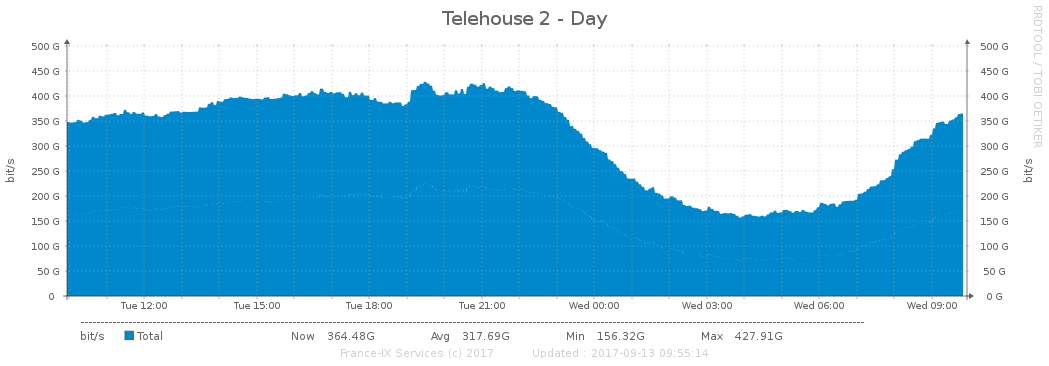 Telehouse 2 - Day
RRDTOOL / TOBI OETIKER
500 G 500 G
450 G 450 G
400 G 400 G
350 G 350 G
300 G 300 G
250 G 250 G
200 G 200 G
150 G 150 G
100 G 100 G
50 G 50 G
0 0 G
bit/s bit/s
Tue 12:00 Tue 15:00 Tue 18:00 Tue 21:00 Wed 00:00 Wed 03:00 Wed 06:00 Wed 09:00
bit/s Total Now 364.48G Avg 317.69G Min 156.32G Max 427.91G
France-IX Services (c) 2017 Updated : 2017-09-13 09:55:14